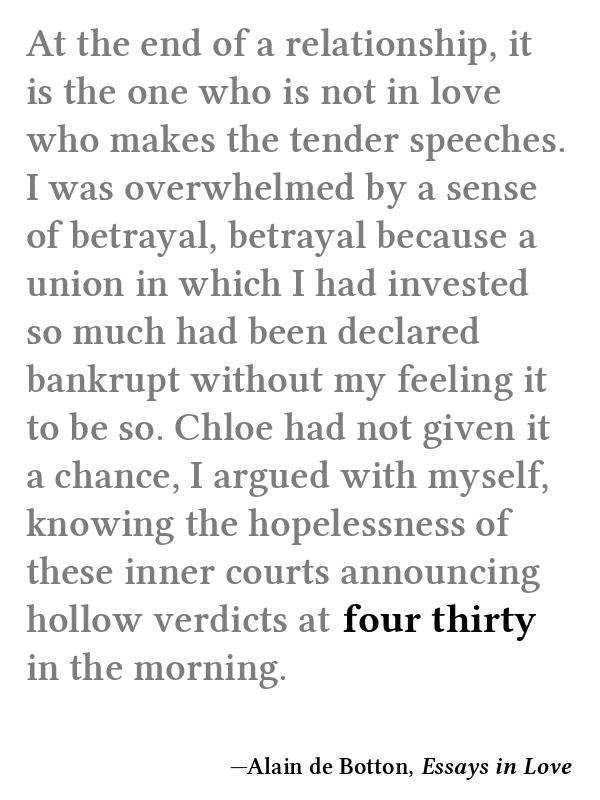 At the end of a relationship, it
is the one who is not in love
who makes the tender speeches.
I was overwhelmed by a sense
of betrayal, betrayal because a
union in which I had invested
so much had been declared
bankrupt without my feeling it
to be so. Chloe had not given it
a chance, I argued with myself,
knowing the hopelessness of
these inner courts announcing
hollow verdicts at four thirty
in the morning.
—Alain de Botton, Essays in Love